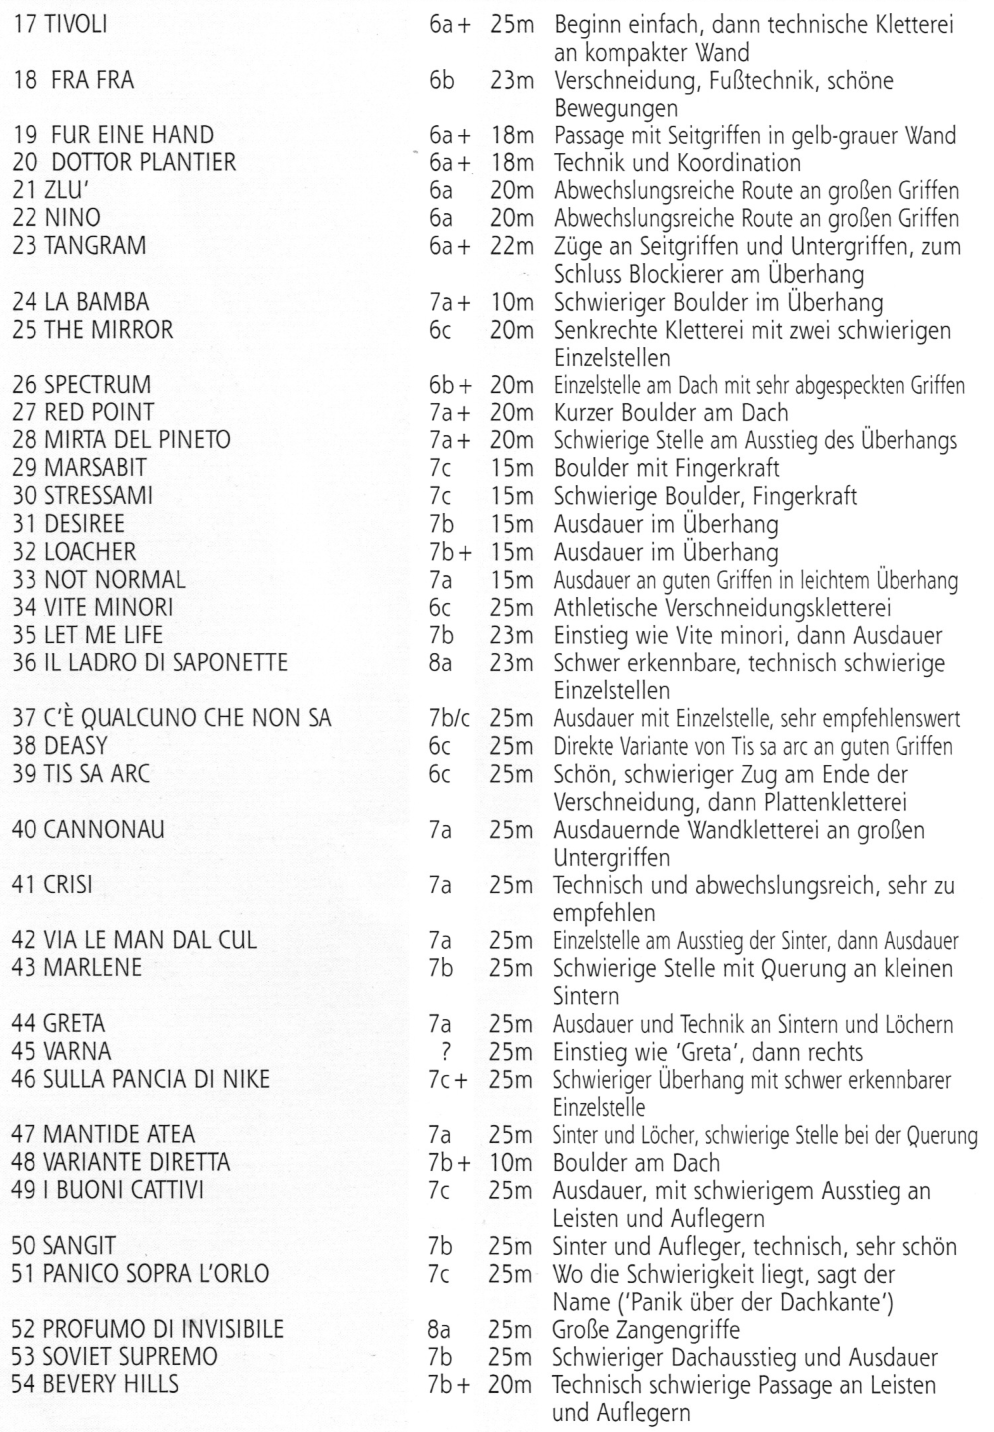 17 TIVOLI 6a+ 25m Beginn einfach, dann technische Kletterei
an kompakter Wand
18 FRA FRA 6b 23m Verschneidung, Fußtechnik, schöne
Bewegungen
19 FUR EINE HAND 6a+ 18m Passage mit Seitgriffen in gelb-grauer Wand
20 DOTTOR PLANTIER 6a+ 18m Technik und Koordination
21 ZLU' 6a 20m Abwechslungsreiche Route an großen Griffen
22 NINO 6a 20m Abwechslungsreiche Route an großen Griffen
23 TANGRAM 6a+ 22m Züge an Seitgriffen und Untergriffen, zum
Schluss Blockierer am Überhang
24 LA BAMBA 7a+ 10m Schwieriger Boulder im Überhang
25 THE MIRROR 6c 20m Senkrechte Kletterei mit zwei schwierigen
Einzelstellen
26 SPECTRUM 6b+ 20m Einzelstelle am Dach mit sehr abgespeckten Griffen
27 RED POINT 7a+ 20m Kurzer Boulder am Dach
28 MIRTA DEL PINETO 7a+ 20m Schwierige Stelle am Ausstieg des Überhangs
29 MARSABIT 7c 15m Boulder mit Fingerkraft
30 STRESSAMI 7c 15m Schwierige Boulder, Fingerkraft
31 DESIREE 7b 15m Ausdauer im Überhang
32 LOACHER 7b+ 15m Ausdauer im Überhang
33 NOT NORMAL 7a 15m Ausdauer an guten Griffen in leichtem Überhang
34 VITE MINORI 6c 25m Athletische Verschneidungskletterei
35 LET ME LIFE 7b 23m Einstieg wie Vite minori, dann Ausdauer
36 IL LADRO DI SAPONETTE 8a 23m Schwer erkennbare, technisch schwierige
Einzelstellen
37 C'È QUALCUNO CHE NON SA 7b/c 25m Ausdauer mit Einzelstelle, sehr empfehlenswert
38 DEASY 6c 25m Direkte Variante von Tis sa arc an guten Griffen
39 TIS SA ARC 6c 25m Schön, schwieriger Zug am Ende der
Verschneidung, dann Plattenkletterei
40 CANNONAU 7a 25m Ausdauernde Wandkletterei an großen
Untergriffen
41 CRISI 7a 25m Technisch und abwechslungsreich, sehr zu
empfehlen
42 VIA LE MAN DAL CUL 7a 25m Einzelstelle am Ausstieg der Sinter, dann Ausdauer
43 MARLENE 7b 25m Schwierige Stelle mit Querung an kleinen
Sintern
44 GRETA 7a 25m Ausdauer und Technik an Sintern und Löchern
45 VARNA ? 25m Einstieg wie 'Greta', dann rechts
46 SULLA PANCIA DI NIKE 7c+ 25m Schwieriger Überhang mit schwer erkennbarer
Einzelstelle
47 MANTIDE ATEA 7a 25m Sinter und Löcher, schwierige Stelle bei der Querung
48 VARIANTE DIRETTA 7b+ 10m Boulder am Dach
49 I BUONI CATTIVI 7c 25m Ausdauer, mit schwierigem Ausstieg an
Leisten und Auflegern
50 SANGIT 7b 25m Sinter und Aufleger, technisch, sehr schön
51 PANICO SOPRA L'ORLO 7c 25m Wo die Schwierigkeit liegt, sagt der
Name ('Panik über der Dachkante')
52 PROFUMO DI INVISIBILE 8a 25m Große Zangengriffe
53 SOVIET SUPREMO 7b 25m Schwieriger Dachausstieg und Ausdauer
54 BEVERY HILLS 7b+ 20m Technisch schwierige Passage an Leisten
und Auflegern